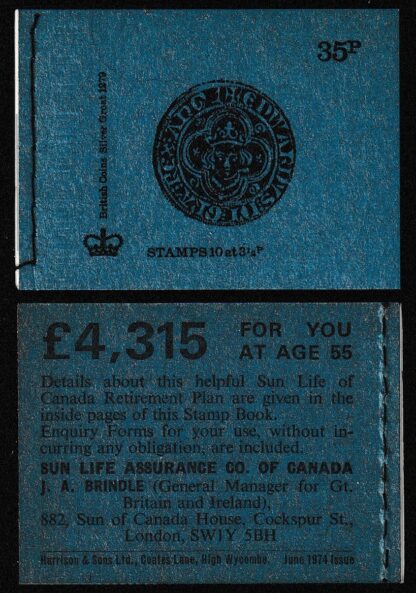 35P
British Coins Silver Groat 1279
STAMPS 10 at 3½P
£4,315 FOR YOU
AT AGE 55
Details about this helpful Sun Life of
Canada Retirement Plan are given in the
inside pages of this Stamp Book.
Enquiry Forms for your use, without in-
curring any obligation, are included.
SUN LIFE ASSURANCE CO. OF CANADA
J. A. BRINDLE (General Manager for Gt.
Britain and Ireland),
882, Sun of Canada House, Cockspur St.,
London, SW1Y 5BH
Harrison & Sons Ltd., Coates Lane, High Wycombe. June 1974 Issue